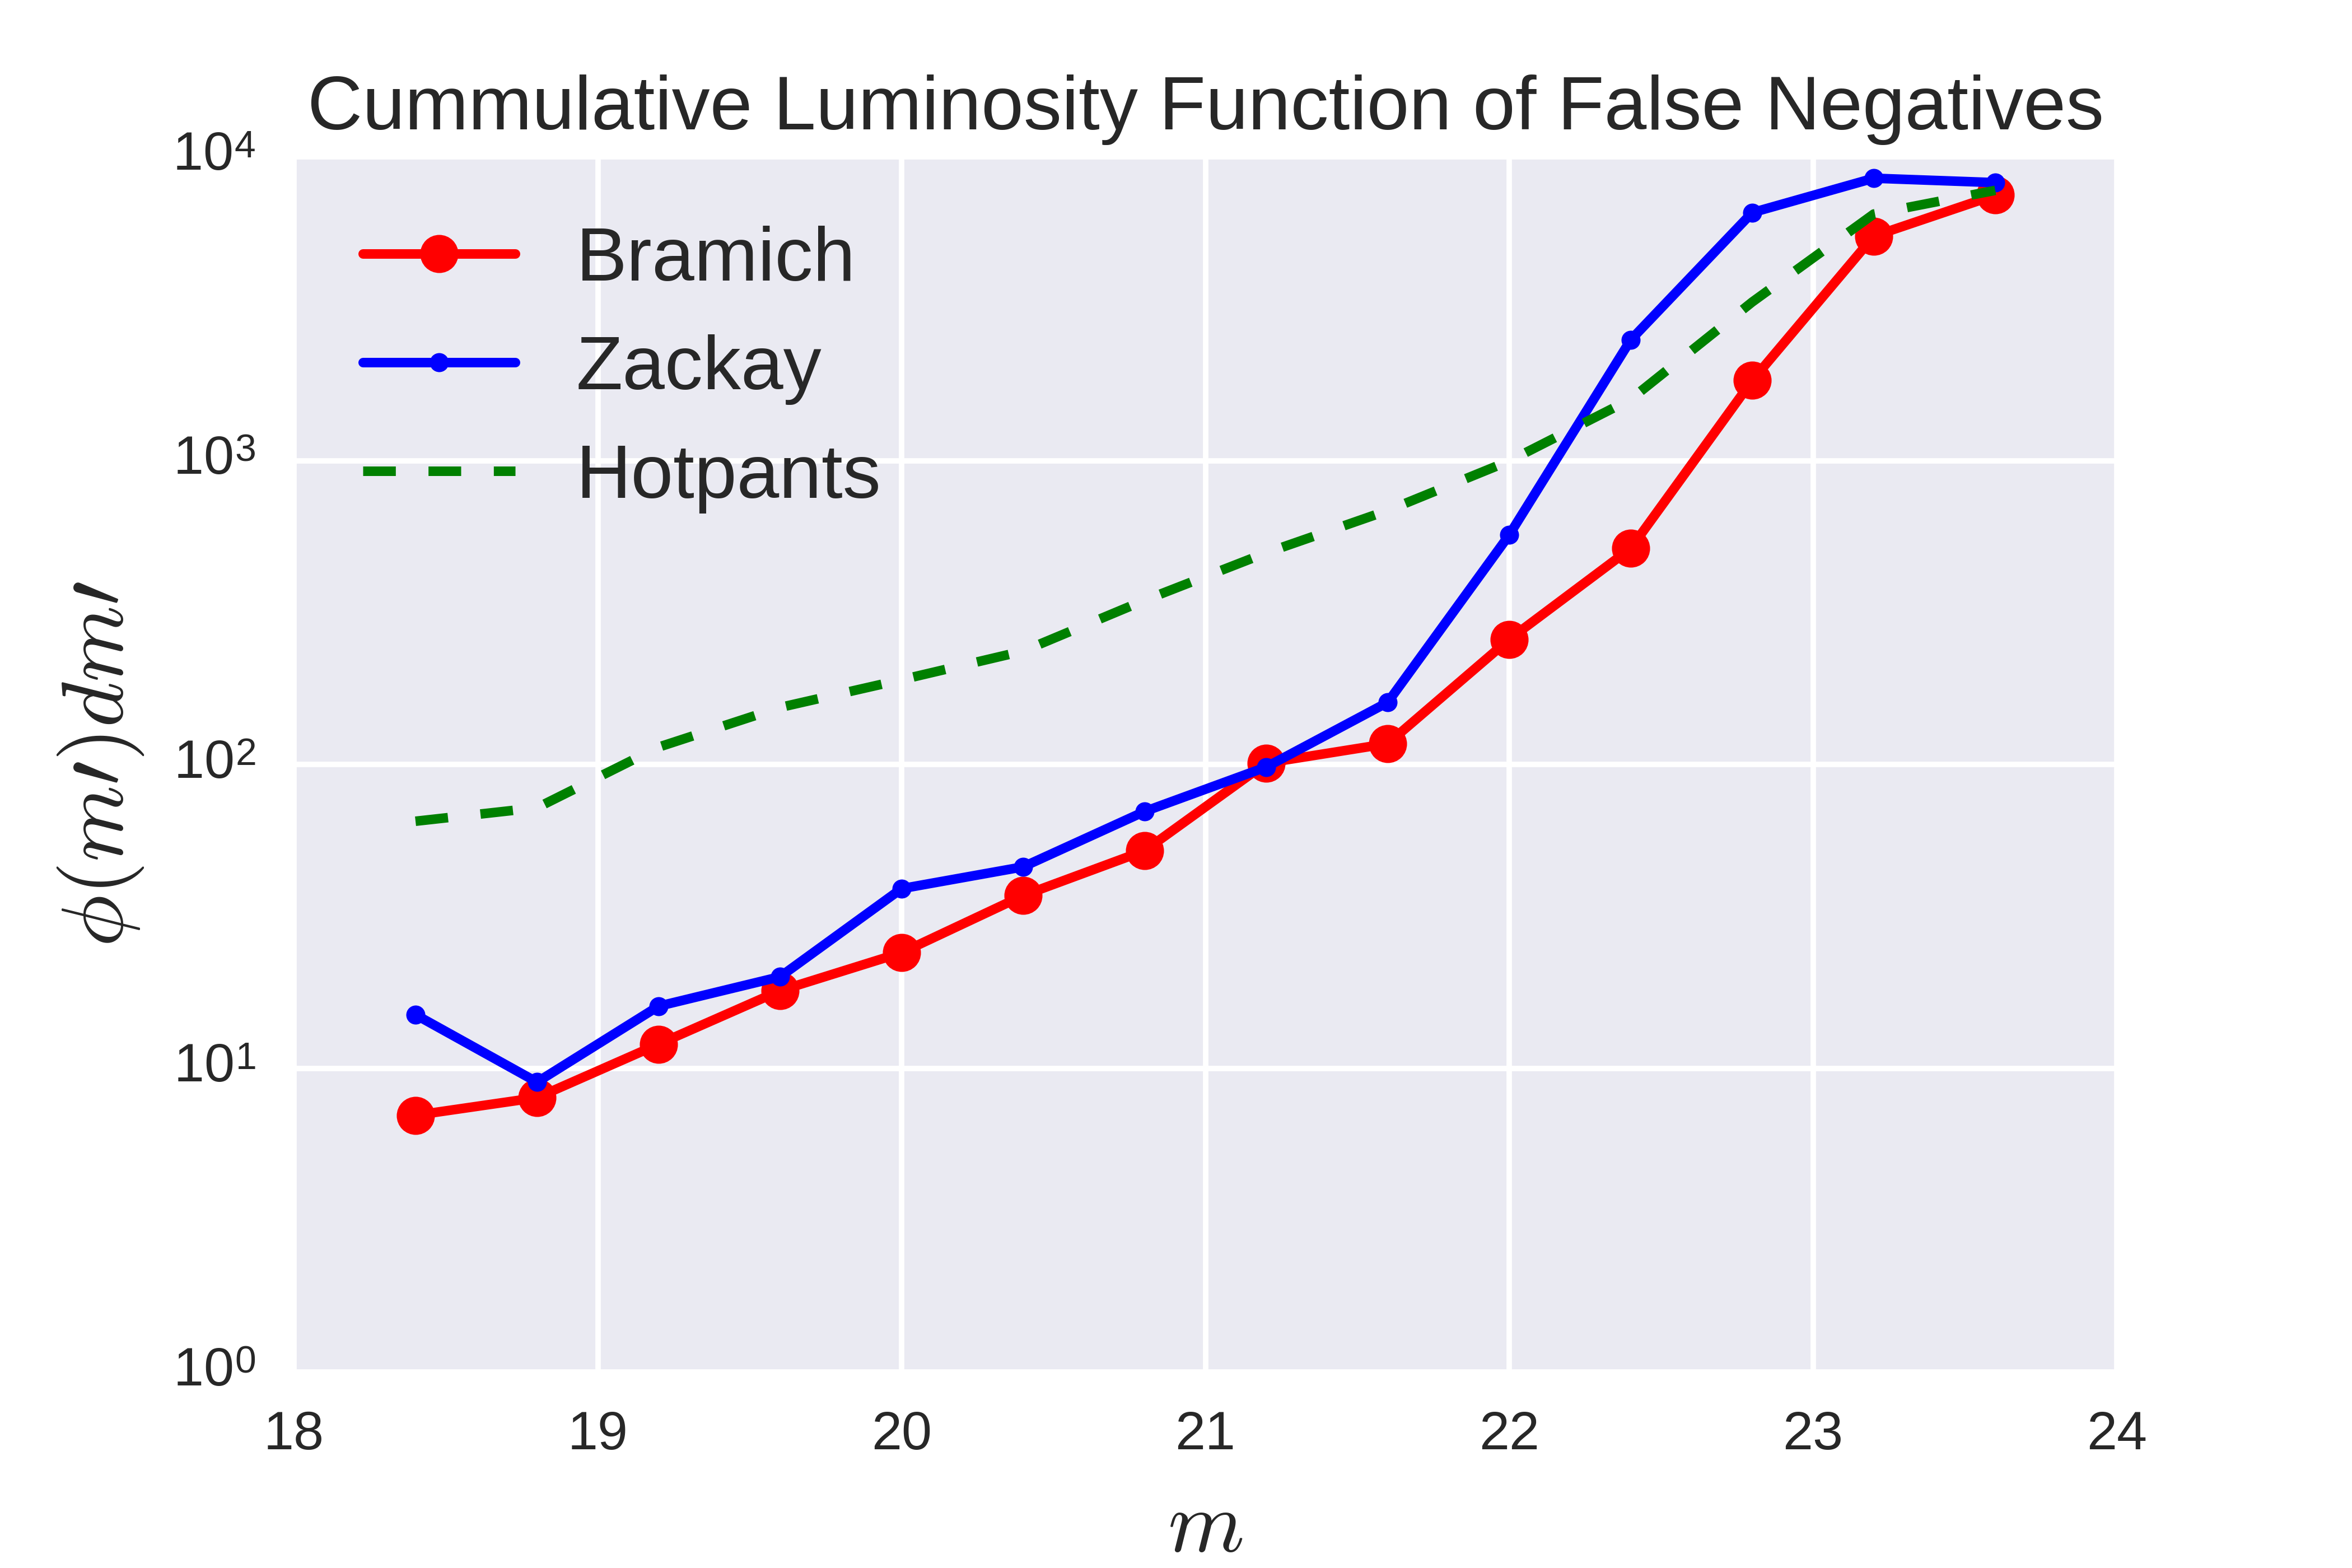 Cummulative Luminosity Function of False Negatives
10⁴
10³
10²
10¹
10⁰
ϕ(m′)dm′
Bramich
Zackay
Hotpants
18 19 20 21 22 23 24
m